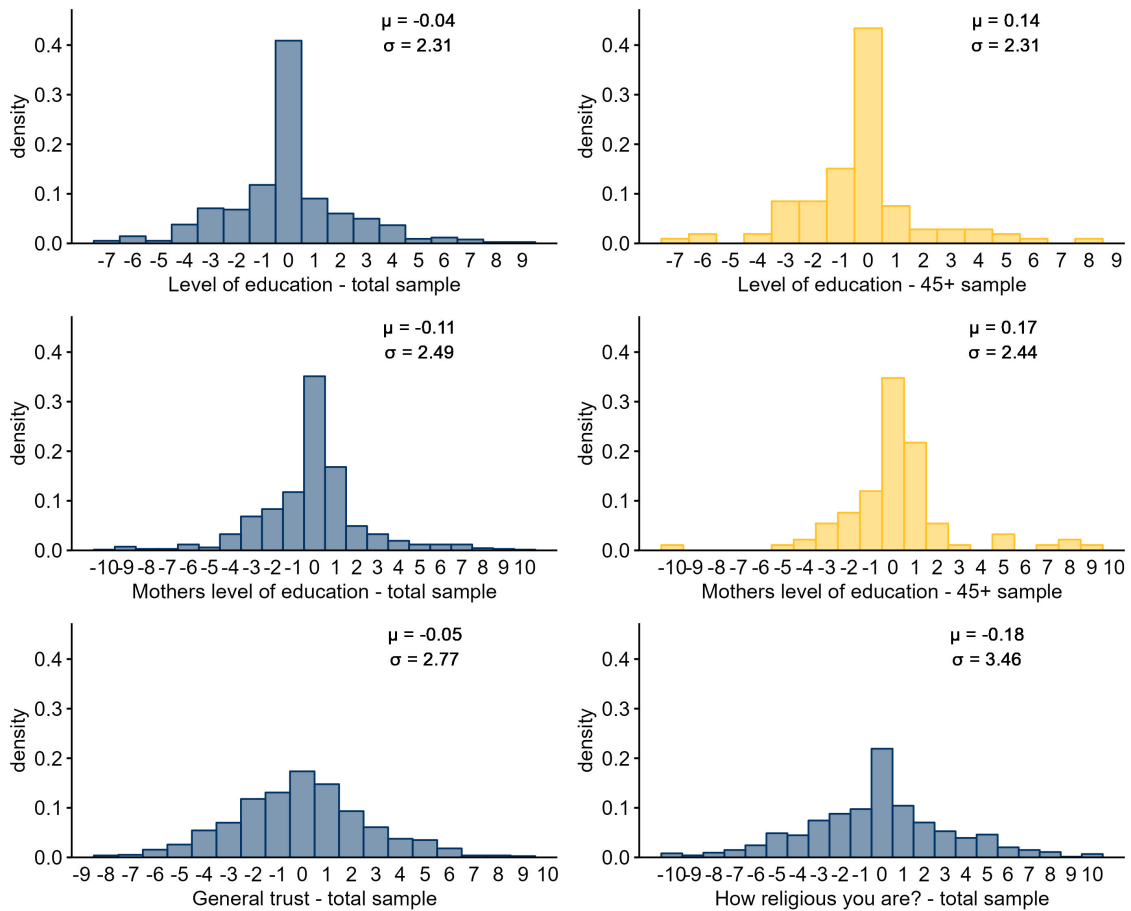 μ = -0.04
σ = 2.31
density
0.4
0.3
0.2
0.1
0.0
-7 -6 -5 -4 -3 -2 -1 0 1 2 3 4 5 6 7 8 9
Level of education - total sample
μ = 0.14
σ = 2.31
density
0.4
0.3
0.2
0.1
0.0
-7 -6 -5 -4 -3 -2 -1 0 1 2 3 4 5 6 7 8 9
Level of education - 45+ sample
μ = -0.11
σ = 2.49
density
0.4
0.3
0.2
0.1
0.0
-10 -9 -8 -7 -6 -5 -4 -3 -2 -1 0 1 2 3 4 5 6 7 8 9 10
Mothers level of education - total sample
μ = 0.17
σ = 2.44
density
0.4
0.3
0.2
0.1
0.0
-10 -9 -8 -7 -6 -5 -4 -3 -2 -1 0 1 2 3 4 5 6 7 8 9 10
Mothers level of education - 45+ sample
μ = -0.05
σ = 2.77
density
0.4
0.3
0.2
0.1
0.0
-9 -8 -7 -6 -5 -4 -3 -2 -1 0 1 2 3 4 5 6 7 8 9 10
General trust - total sample
μ = -0.18
σ = 3.46
density
0.4
0.3
0.2
0.1
0.0
-10 -9 -8 -7 -6 -5 -4 -3 -2 -1 0 1 2 3 4 5 6 7 8 9 10
How religious you are? - total sample